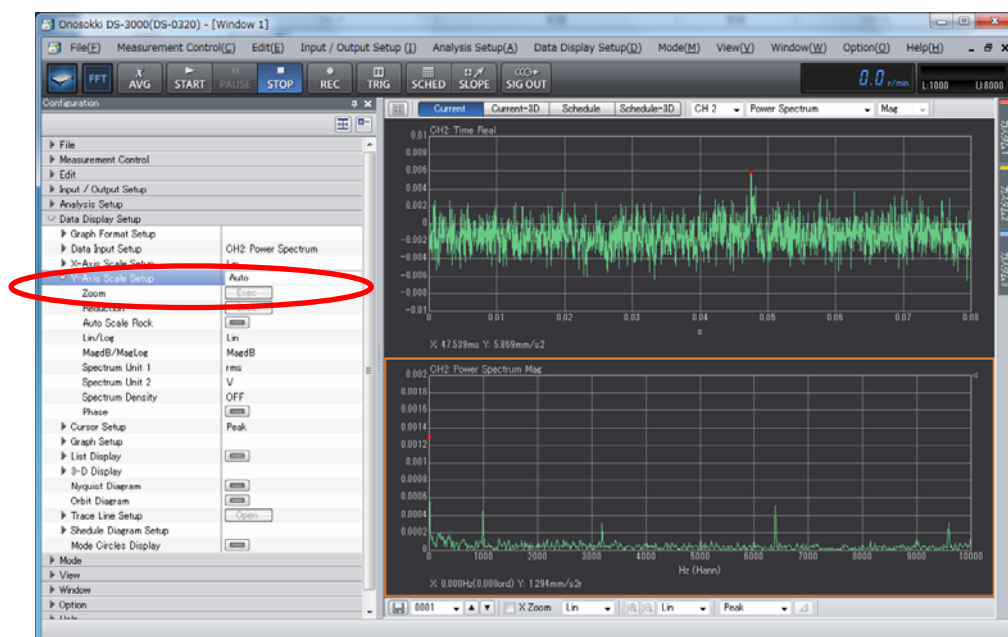 Onosokki DS-3000(DS-0320) - [Window 1]
File(F) Measurement Control(C) Edit(E) Input / Output Setup (I) Analysis Setup(A) Data Display Setup(D) Mode(M) View(V) Window(W) Option(O) Help(H)
FFT AVG START PAUSE STOP REC TRIG SCHED SLOPE SIG OUT 0.0 r/min L:1000 U:8000
Configuration
Current Current-3D Schedule Schedule-3D CH 2 Power Spectrum Mag
File
Measurement Control
Edit
Input / Output Setup
Analysis Setup
Data Display Setup
Graph Format Setup
Data Input Setup CH2: Power Spectrum
X-Axis Scale Setup Lin
Y-Axis Scale Setup Auto
Zoom Exec
Reduction
Auto Scale Rock
Lin/Log Lin
MagdB/MagLog MagdB
Spectrum Unit 1 rms
Spectrum Unit 2 V
Spectrum Density OFF
Phase
Cursor Setup Peak
Graph Setup
List Display
3-D Display
Nyquist Diagram
Orbit Diagram
Trace Line Setup Open
Shedule Diagram Setup
Mode Circles Display
Mode
View
Window
Option
Help
CH2: Time Real
0.01
0.008
0.006
0.004
0.002
0
-0.002
-0.004
-0.006
-0.008
-0.01
0 0.01 0.02 0.03 0.04 0.05 0.06 0.07 0.08
s
X: 47.539ms Y: 5.869mm/s2
CH2: Power Spectrum Mag
0.002
0.0018
0.0016
0.0014
0.0012
0.001
0.0008
0.0006
0.0004
0.0002
0
1000 2000 3000 4000 5000 6000 7000 8000 9000 10000
Hz (Hann)
X: 0.000Hz(0.000ord) Y: 1.294mm/s2r
0001 X Zoom Lin Lin Peak